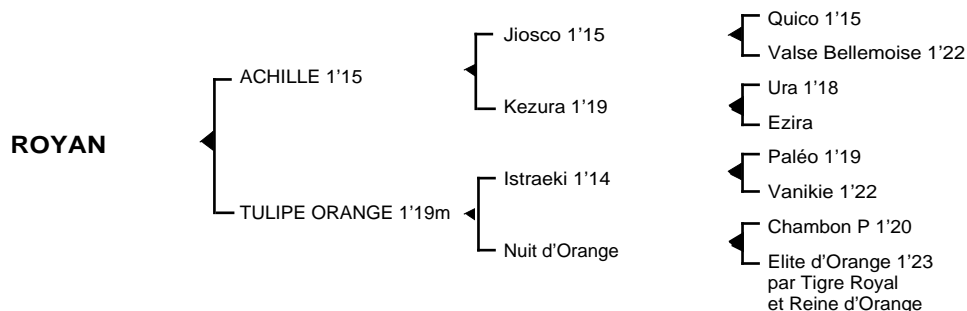 Quico 1’15
Jiosco 1’15
Valse Bellemoise 1’22
ACHILLE 1’15
Ura 1’18
Kezura 1’19
Ezira
ROYAN
Paléo 1’19
Istraeki 1’14
Vanikie 1’22
TULIPE ORANGE 1’19m
Chambon P 1’20
Nuit d’Orange
Elite d’Orange 1’23
par Tigre Royal
et Reine d’Orange